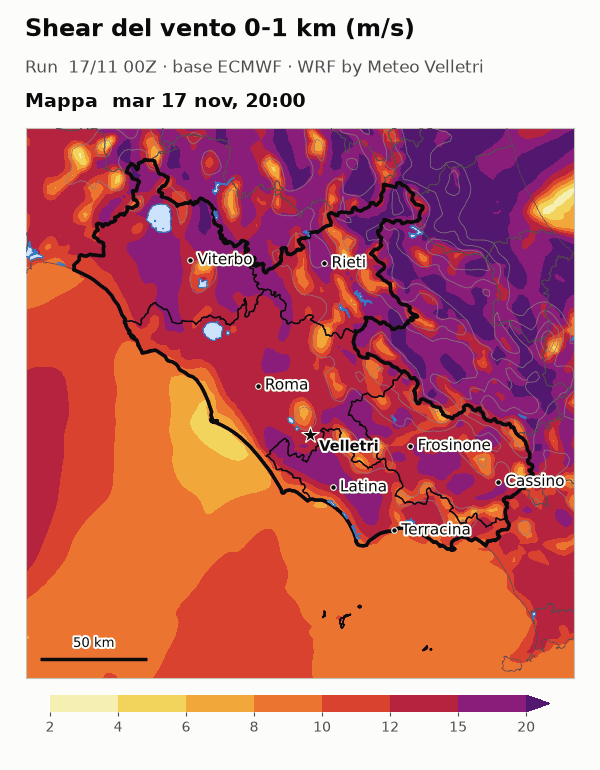 Shear del vento 0-1 km (m/s)
Run 17/11 00Z · base ECMWF · WRF by Meteo Velletri
Mappa mar 17 nov, 20:00
Viterbo
Rieti
Roma
Velletri
Frosinone
Latina
Cassino
Terracina
50 km
2 4 6 8 10 12 15 20